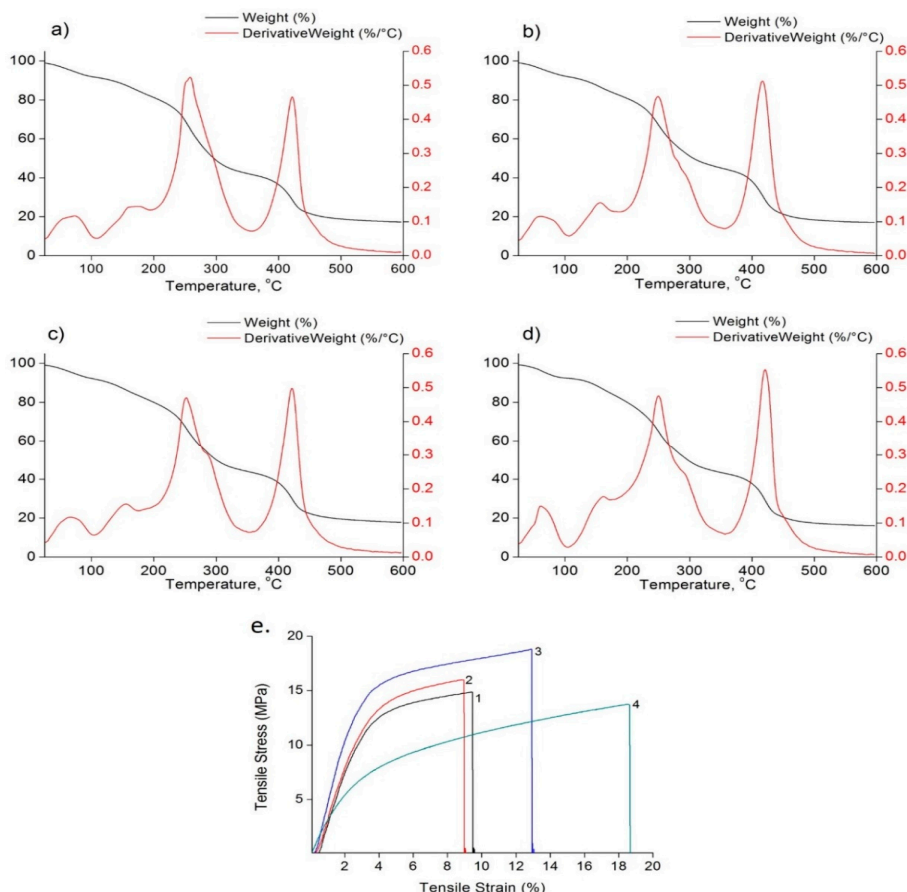 a)
Weight (%)
DerivativeWeight (%/°C)
100
80
60
40
20
0
0.6
0.5
0.4
0.3
0.2
0.1
0.0
100 200 300 400 500 600
Temperature, °C
b)
Weight (%)
DerivativeWeight (%/°C)
100
80
60
40
20
0
0.6
0.5
0.4
0.3
0.2
0.1
0.0
100 200 300 400 500 600
Temperature, °C
c)
Weight (%)
DerivativeWeight (%/°C)
100
80
60
40
20
0
0.6
0.5
0.4
0.3
0.2
0.1
0.0
100 200 300 400 500 600
Temperature, °C
d)
Weight (%)
DerivativeWeight (%/°C)
100
80
60
40
20
0
0.6
0.5
0.4
0.3
0.2
0.1
0.0
100 200 300 400 500 600
Temperature, °C
e.
Tensile Stress (MPa)
20
15
10
5
3
2
1
4
2 4 6 8 10 12 14 16 18 20
Tensile Strain (%)